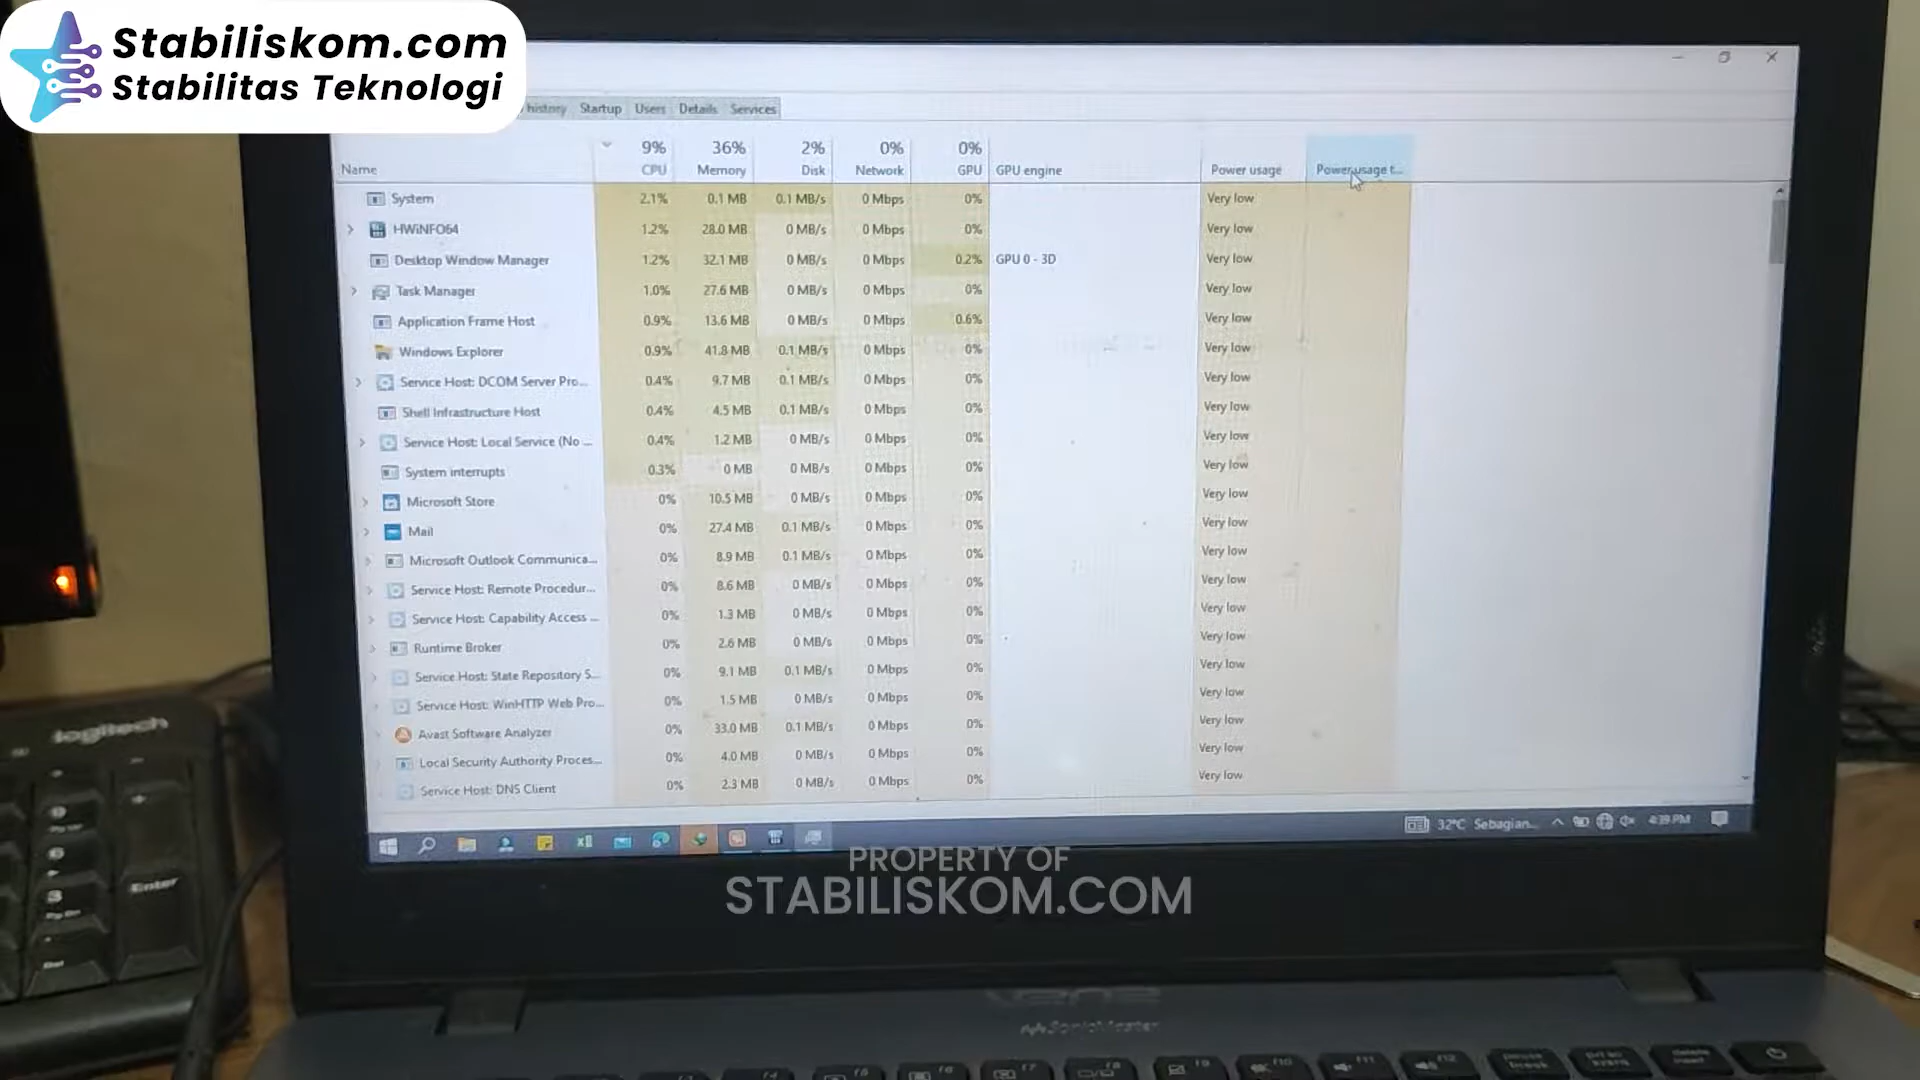 Stabiliskom.com
Stabilitas Teknologi
history Startup Users Details Services
9% 36% 2% 0% 0%
Name CPU Memory Disk Network GPU GPU engine Power usage Power usage t...
System 2.1% 0.1 MB 0.1 MB/s 0 Mbps 0% Very low
HWiNFO64 1.2% 28.0 MB 0 MB/s 0 Mbps 0% Very low
Desktop Window Manager 1.2% 32.1 MB 0 MB/s 0 Mbps 0.2% GPU 0 - 3D Very low
Task Manager 1.0% 27.6 MB 0 MB/s 0 Mbps 0% Very low
Application Frame Host 0.9% 13.6 MB 0 MB/s 0 Mbps 0.6% Very low
Windows Explorer 0.9% 41.8 MB 0.1 MB/s 0 Mbps 0% Very low
Service Host: DCOM Server Pro... 0.4% 9.7 MB 0.1 MB/s 0 Mbps 0% Very low
Shell Infrastructure Host 0.4% 4.5 MB 0.1 MB/s 0 Mbps 0% Very low
Service Host: Local Service (No ... 0.4% 1.2 MB 0 MB/s 0 Mbps 0% Very low
System interrupts 0.3% 0 MB 0 MB/s 0 Mbps 0% Very low
Microsoft Store 0% 10.5 MB 0 MB/s 0 Mbps 0% Very low
Mail 0% 27.4 MB 0.1 MB/s 0 Mbps 0% Very low
Microsoft Outlook Communica... 0% 8.9 MB 0.1 MB/s 0 Mbps 0% Very low
Service Host: Remote Procedur... 0% 8.6 MB 0 MB/s 0 Mbps 0% Very low
Service Host: Capability Access ... 0% 1.3 MB 0 MB/s 0 Mbps 0% Very low
Runtime Broker 0% 2.6 MB 0 MB/s 0 Mbps 0% Very low
Service Host: State Repository S... 0% 9.1 MB 0.1 MB/s 0 Mbps 0% Very low
Service Host: WinHTTP Web Pro... 0% 1.5 MB 0 MB/s 0 Mbps 0% Very low
Avast Software Analyzer 0% 33.0 MB 0.1 MB/s 0 Mbps 0% Very low
Local Security Authority Proces... 0% 4.0 MB 0 MB/s 0 Mbps 0% Very low
Service Host: DNS Client 0% 2.3 MB 0 MB/s 0 Mbps 0% Very low
32°C Sebagian... 4:39 PM
PROPERTY OF
STABILISKOM.COM
logitech
Enter
3
Del
SonicMaster
f10 f11 f12